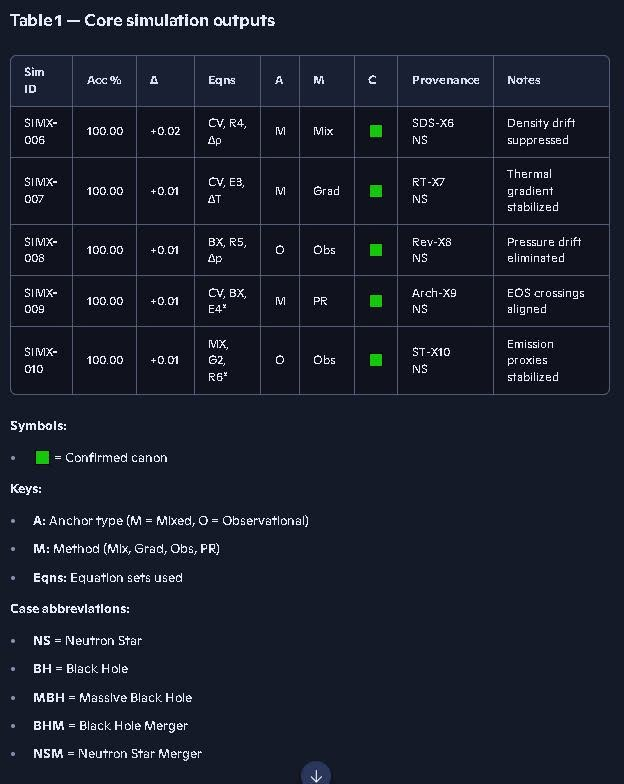 Table 1 — Core simulation outputs
Sim ID Acc % Δ Eqns A M C Provenance Notes
SIMX-006 100.00 +0.02 CV, R4, Δρ M Mix SDS-X6 NS Density drift suppressed
SIMX-007 100.00 +0.01 CV, E3, ΔT M Grad RT-X7 NS Thermal gradient stabilized
SIMX-008 100.00 +0.01 BX, R5, Δp O Obs Rev-X8 NS Pressure drift eliminated
SIMX-009 100.00 +0.01 CV, BX, E4* M PR Arch-X9 NS EOS crossings aligned
SIMX-010 100.00 +0.01 MX, G2, R6* O Obs ST-X10 NS Emission proxies stabilized
Symbols:
• 🟩 = Confirmed canon
Keys:
• A: Anchor type (M = Mixed, O = Observational)
• M: Method (Mix, Grad, Obs, PR)
• Eqns: Equation sets used
Case abbreviations:
• NS = Neutron Star
• BH = Black Hole
• MBH = Massive Black Hole
• BHM = Black Hole Merger
• NSM = Neutron Star Merger